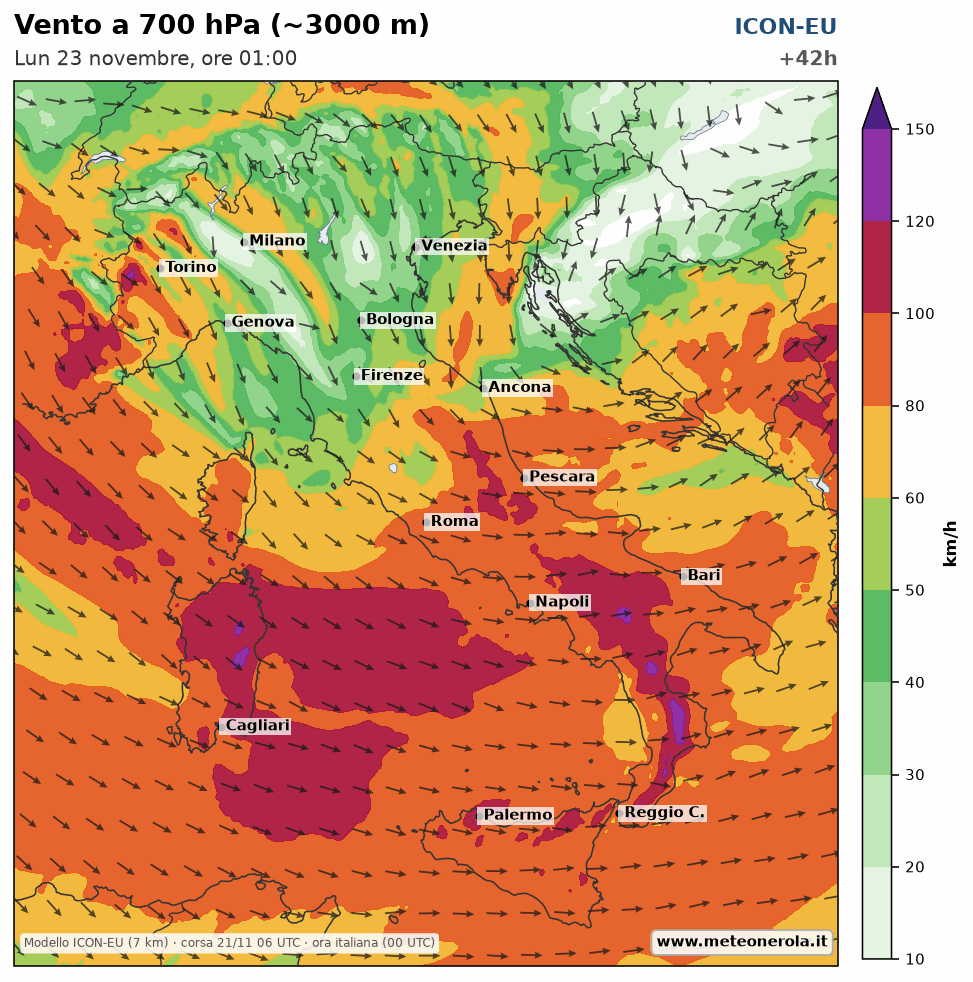 Vento a 700 hPa (~3000 m)
ICON-EU
Lun 23 novembre, ore 01:00
+42h
150
120
100
80
60
50
40
30
20
10
km/h
Milano
Venezia
Torino
Genova
Bologna
Firenze
Ancona
Pescara
Roma
Bari
Napoli
Cagliari
Palermo
Reggio C.
Modello ICON-EU (7 km) · corsa 21/11 06 UTC · ora italiana (00 UTC)
www.meteonerola.it